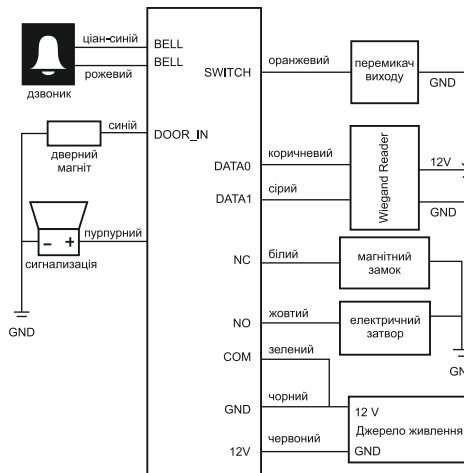 ціан-синій
BELL
BELL
рожевий
дзвоник
синій
DOOR_IN
дверний
магніт
пурпурний
сигнализація
GND
SWITCH
оранжевий
перемикач
виходу
GND
DATA0
коричневий
DATA1
сірий
Wiegand Reader
12V
GND
NC
білий
магнітний
замок
NO
жовтий
електричний
затвор
COM
зелений
GND
чорний
12 V
Джерело живлення
12V
червоний
GND